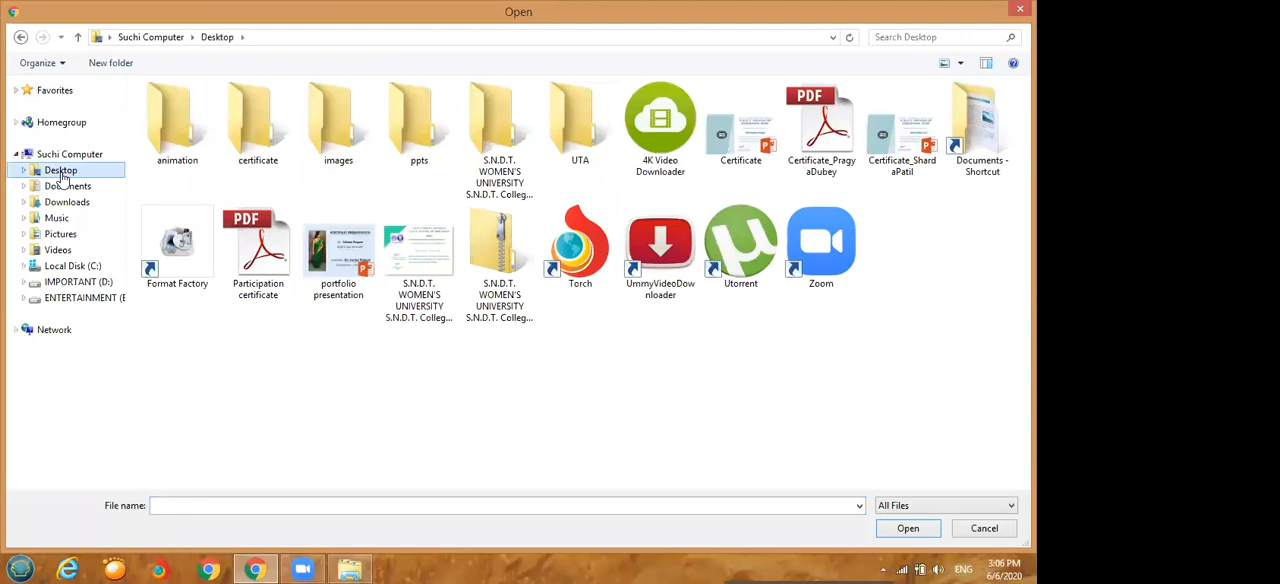 Open
Suchi Computer
Desktop
Search Desktop
Organize
New folder
Favorites
Homegroup
Suchi Computer
Desktop
Documents
Downloads
Music
Pictures
Videos
Local Disk (C:)
IMPORTANT (D:)
ENTERTAINMENT (E
Network
animation
certificate
images
ppts
S.N.D.T.
WOMEN'S
UNIVERSITY
S.N.D.T. Colleg...
UTA
4K Video
Downloader
Certificate
PDF
Certificate_Pragy
aDubey
Certificate_Shard
aPatil
Documents -
Shortcut
Format Factory
PDF
Participation
certificate
portfolio
presentation
S.N.D.T.
WOMEN'S
UNIVERSITY
S.N.D.T. Colleg...
S.N.D.T.
WOMEN'S
UNIVERSITY
S.N.D.T. Colleg...
Torch
UmmyVideoDow
nloader
Utorrent
Zoom
File name:
All Files
Open
Cancel
ENG
3:06 PM
6/6/2020